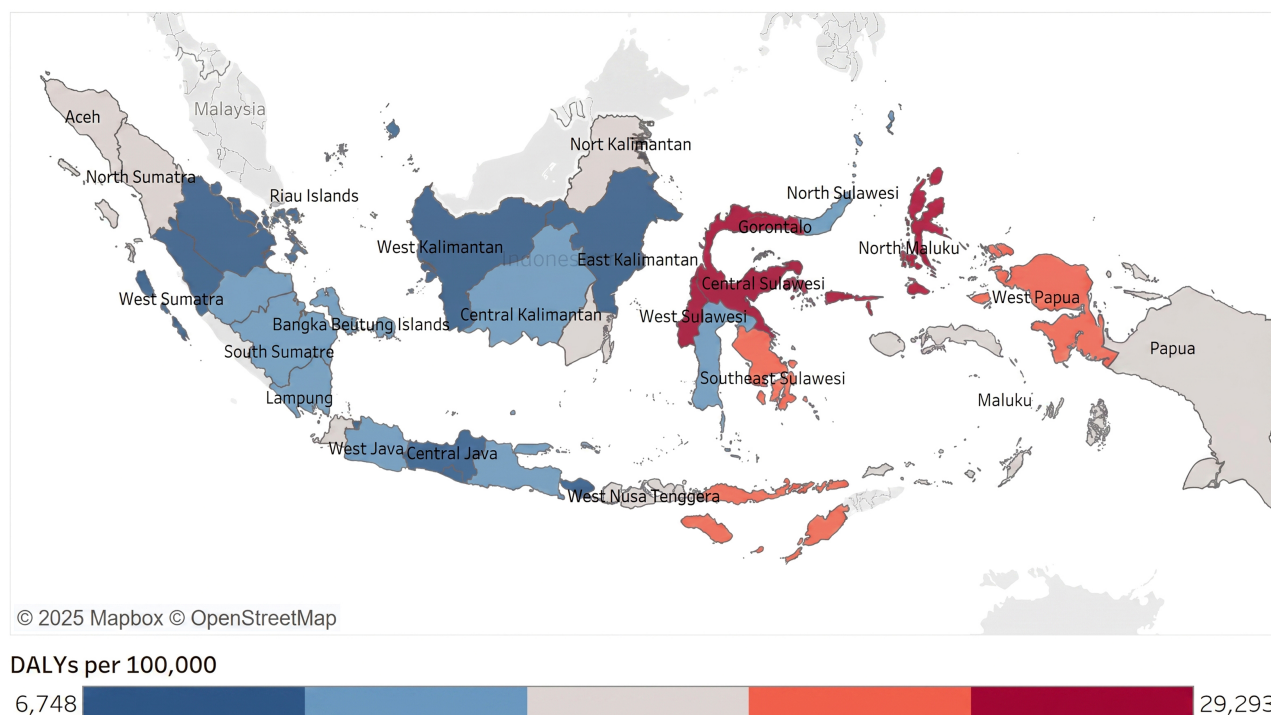 Aceh
Malaysia
Nort Kalimantan
North Sumatra
Riau Islands
North Sulawesi
Gorontalo
West Kalimantan
North Maluku
Indones
East Kalimantan
Central Sulawesi
West Sumatra
West Papua
Central Kalimantan
West Sulawesi
Bangka Beutung Islands
South Sumatre
Papua
Southeast Sulawesi
Lampung
Maluku
West Java
Central Java
West Nusa Tenggera
© 2025 Mapbox © OpenStreetMap
DALYs per 100,000
6,748
29,293